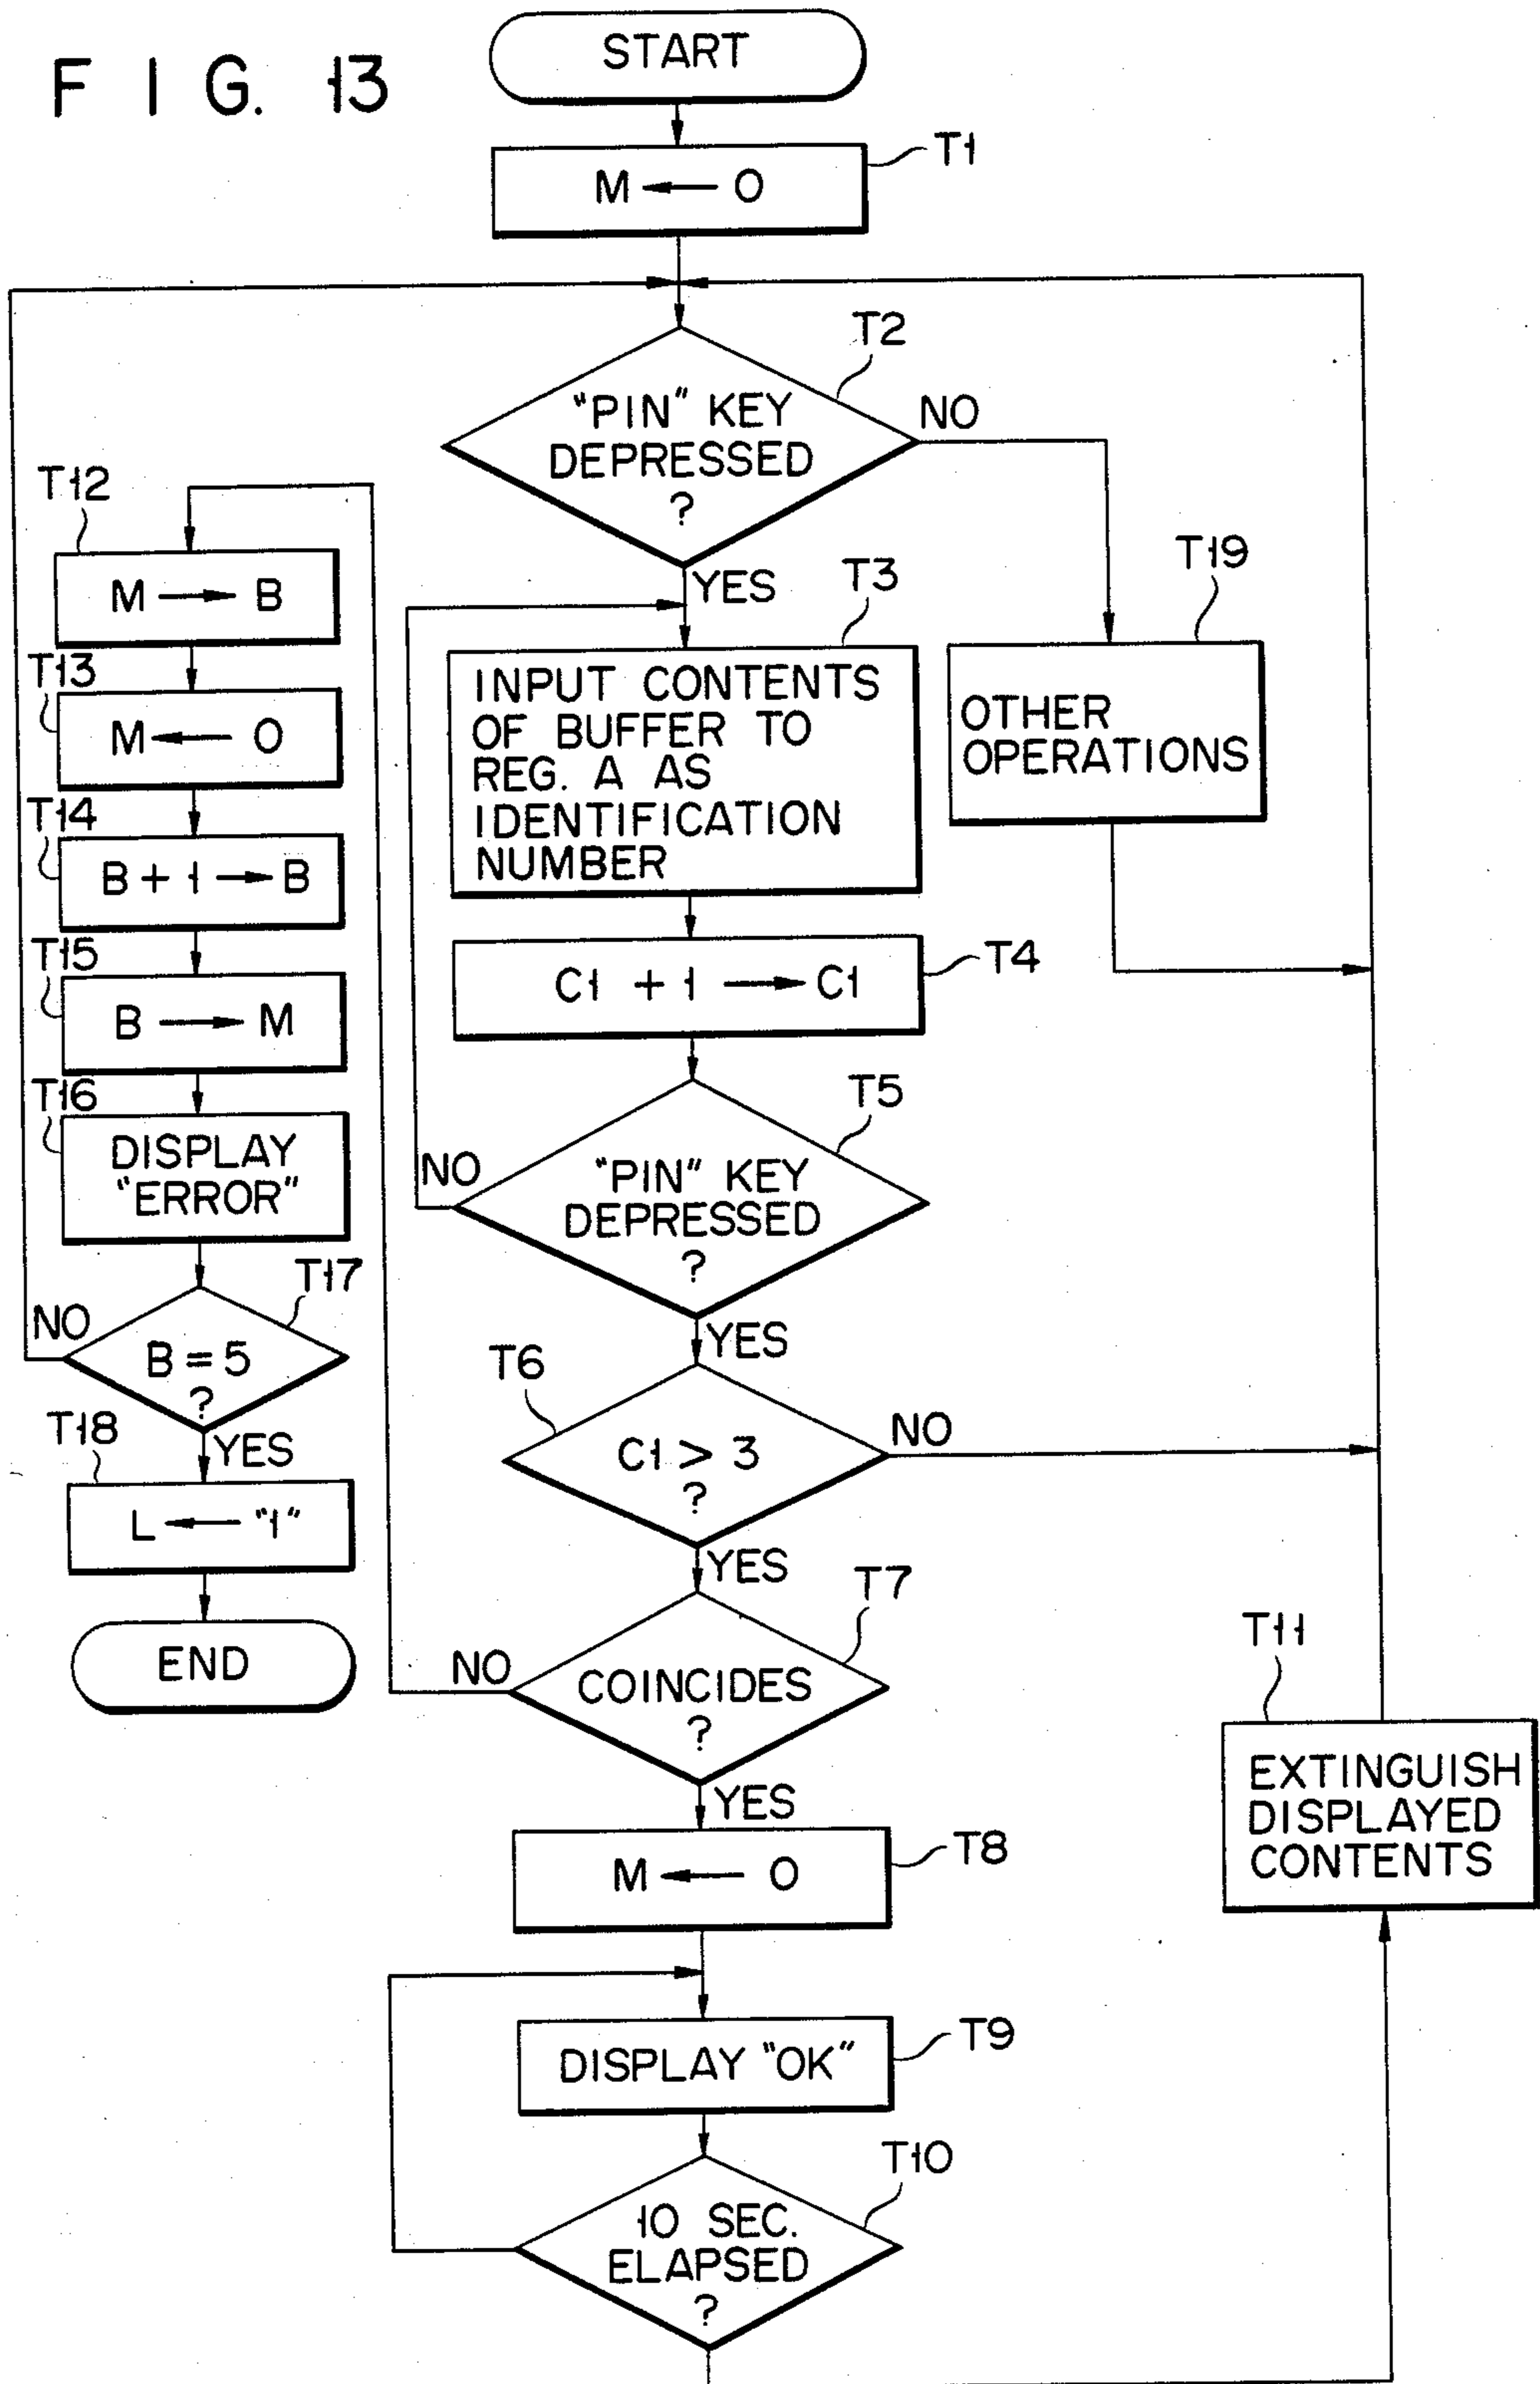 FIG. 13
START
T1
M ← 0
T2
"PIN" KEY
DEPRESSED
?
NO
YES
T3
INPUT CONTENTS
OF BUFFER TO
REG. A AS
IDENTIFICATION
NUMBER
T19
OTHER
OPERATIONS
T4
C1 + 1 → C1
T5
"PIN" KEY
DEPRESSED
?
NO
YES
T6
C1 > 3
?
NO
YES
T7
COINCIDES
?
NO
YES
T8
M ← 0
T9
DISPLAY "OK"
T10
10 SEC.
ELAPSED
?
T11
EXTINGUISH
DISPLAYED
CONTENTS
T12
M → B
T13
M ← 0
T14
B + 1 → B
T15
B → M
T16
DISPLAY
"ERROR"
T17
B = 5
?
NO
YES
T18
L ← "1"
END